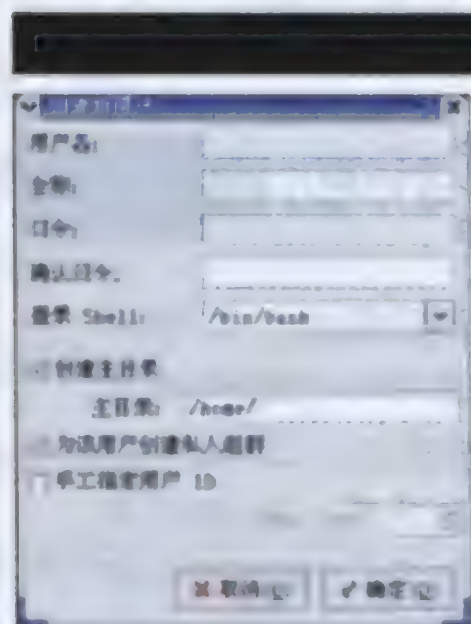 用户名:
全称:
口令:
确认口令:
登录 Shell: /bin/bash
创建主目录
主目录: /home/
为该用户创建私人组群
手工指定用户 ID
取消
确定